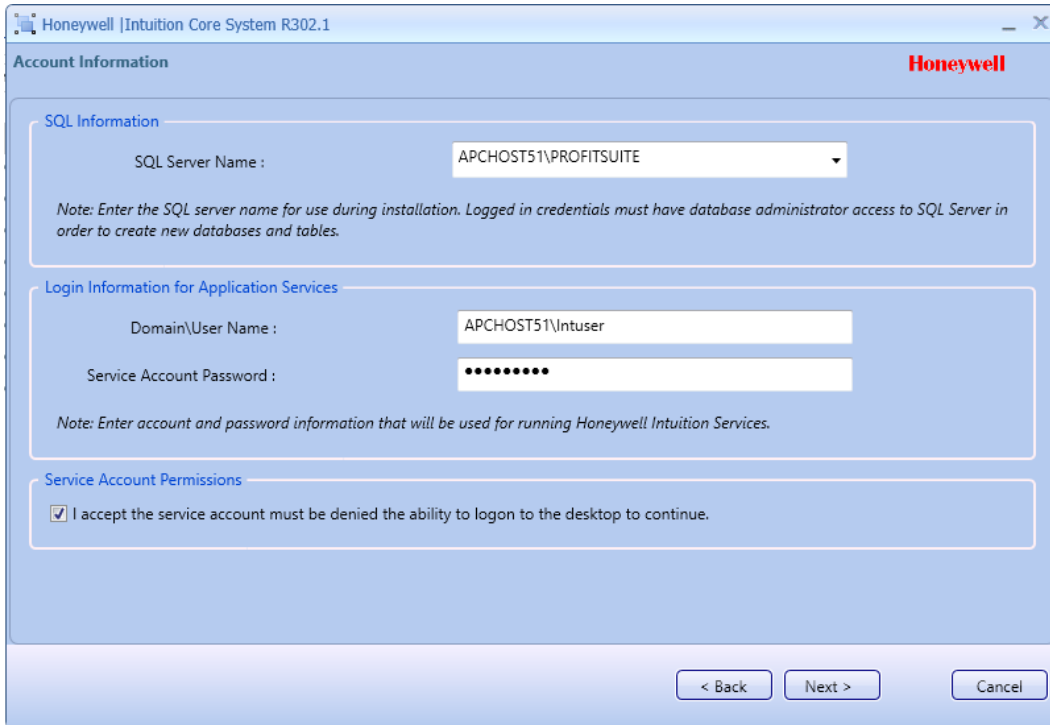 Honeywell |Intuition Core System R302.1
Account Information
Honeywell
SQL Information
SQL Server Name :
APCHOST51\PROFITSUITE
Note: Enter the SQL server name for use during installation. Logged in credentials must have database administrator access to SQL Server in
order to create new databases and tables.
Login Information for Application Services
Domain\User Name :
APCHOST51\Intuser
Service Account Password :
•••••••••
Note: Enter account and password information that will be used for running Honeywell Intuition Services.
Service Account Permissions
I accept the service account must be denied the ability to logon to the desktop to continue.
< Back
Next >
Cancel